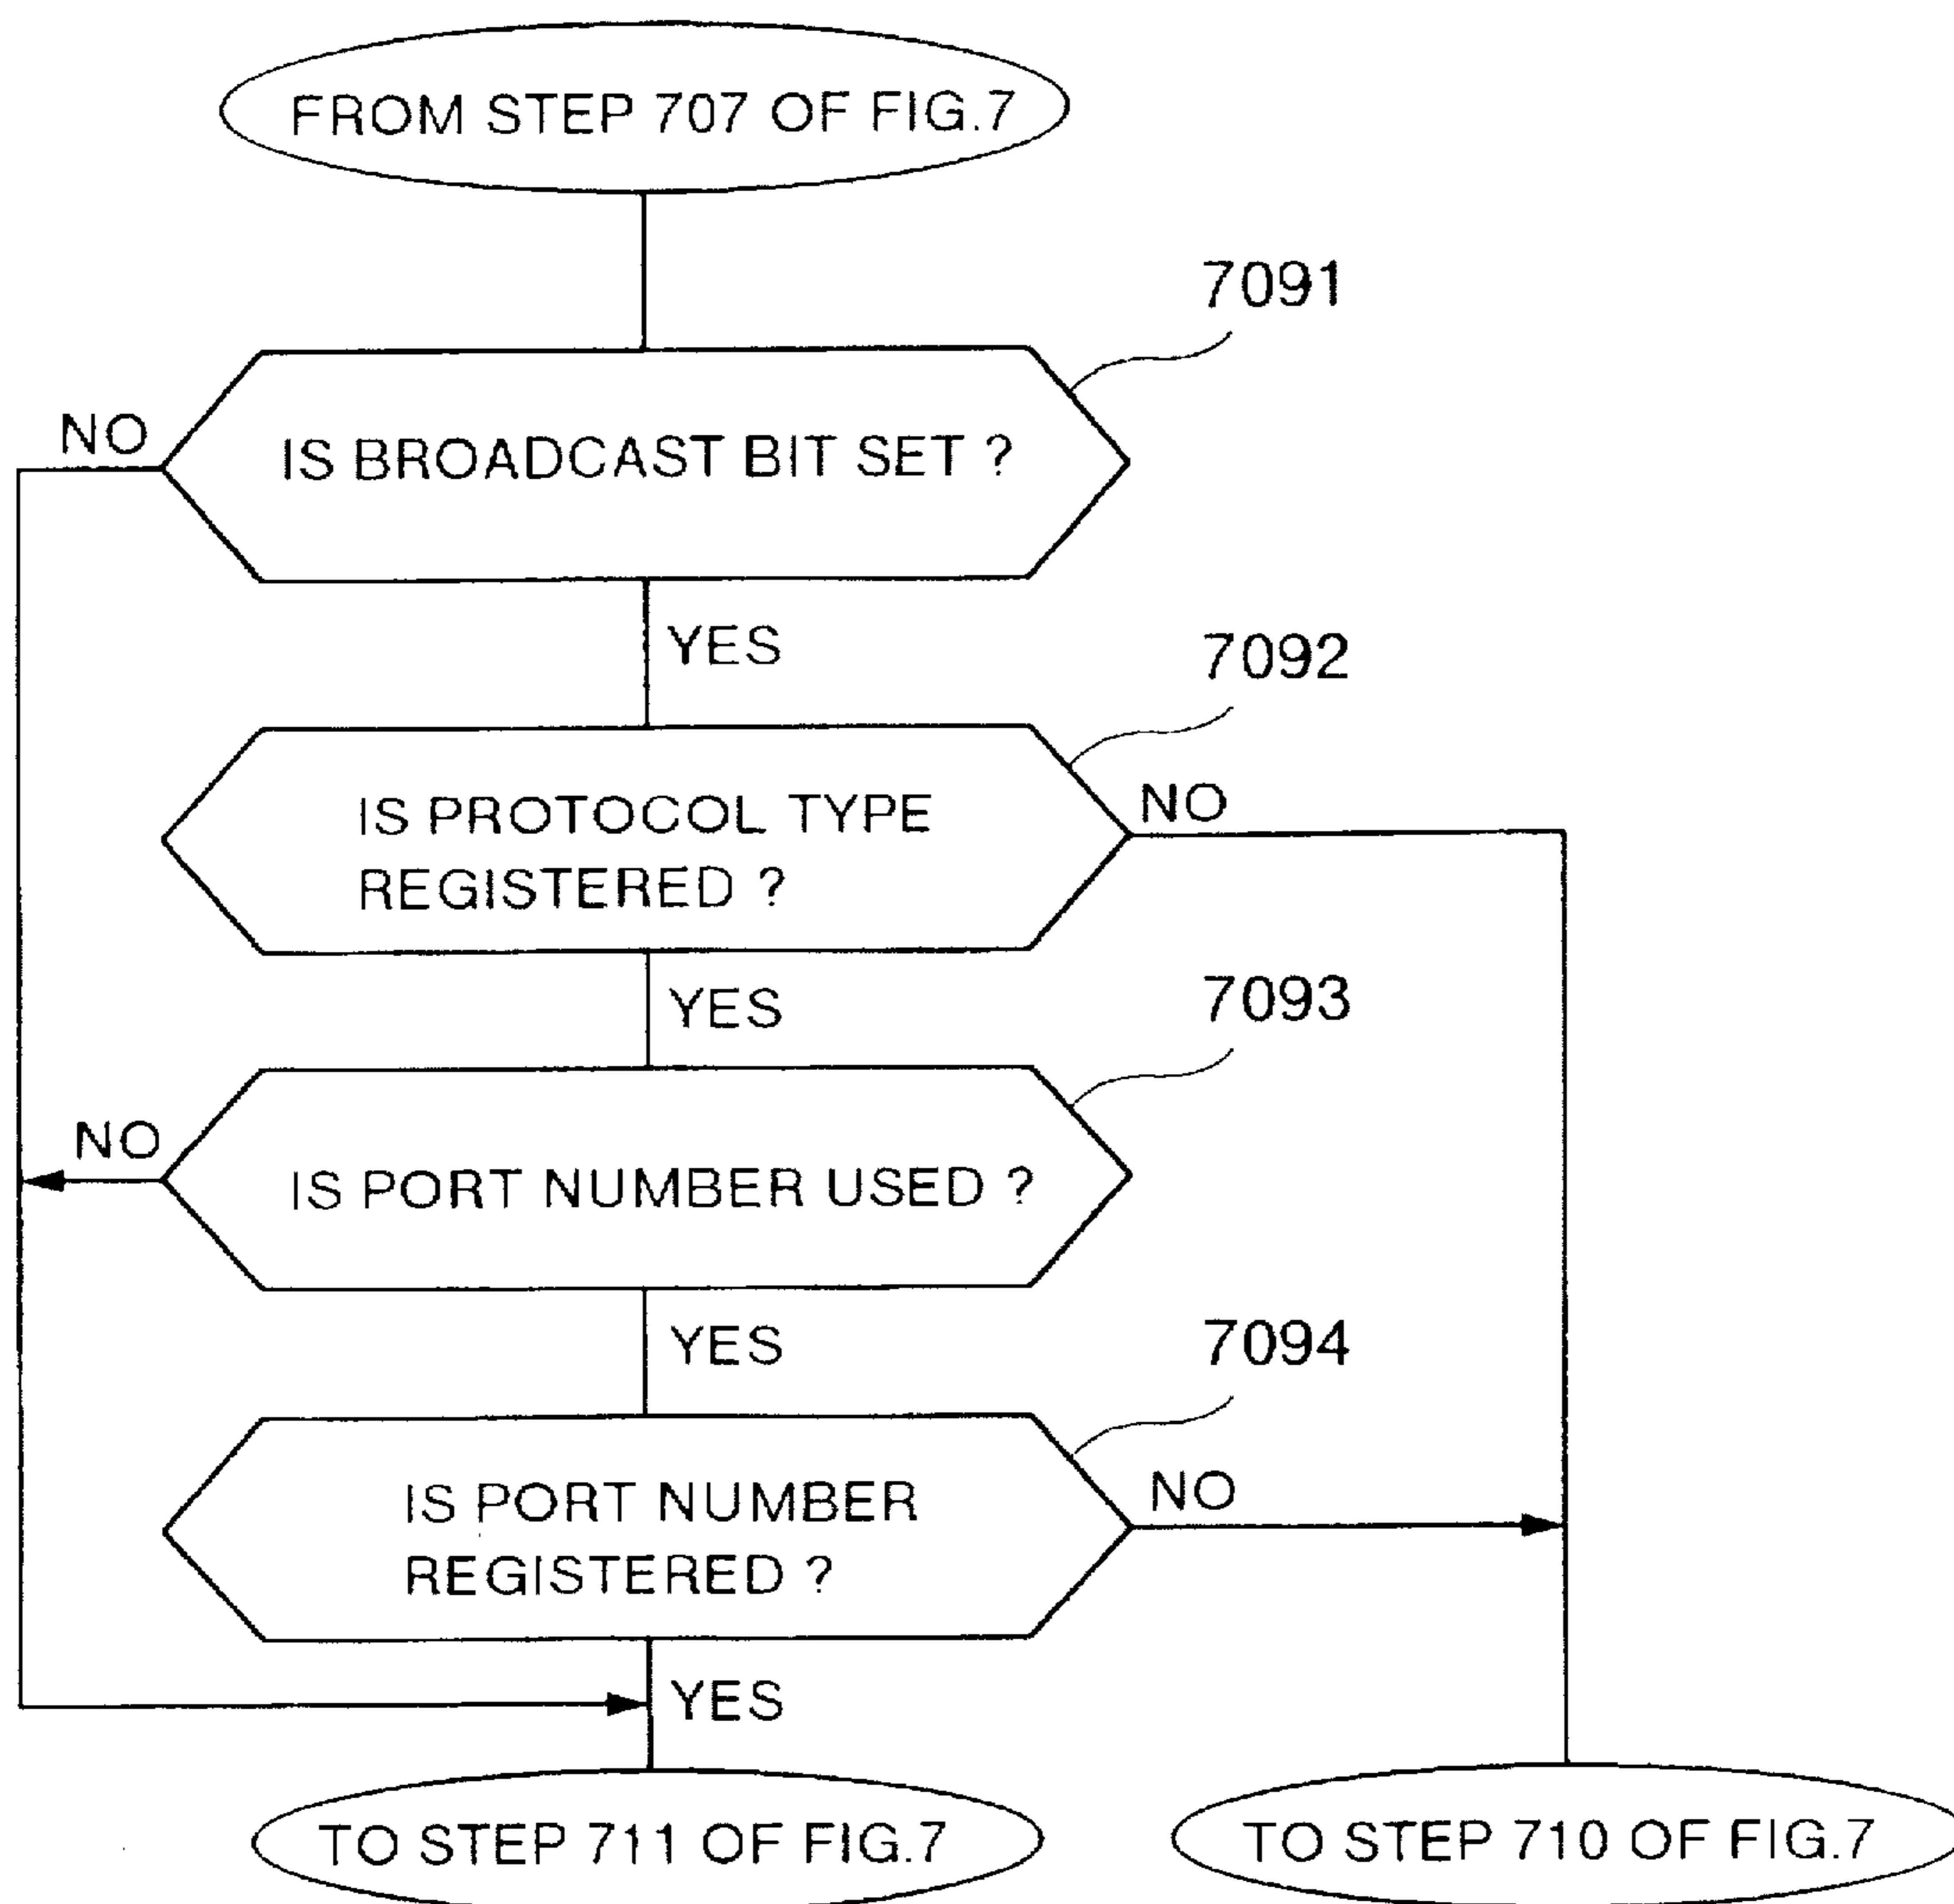 FROM STEP 707 OF FIG.7
7091
NO
IS BROADCAST BIT SET ?
YES
7092
IS PROTOCOL TYPE
REGISTERED ?
NO
YES
7093
NO
IS PORT NUMBER USED ?
YES
7094
IS PORT NUMBER
REGISTERED ?
NO
YES
TO STEP 711 OF FIG.7
TO STEP 710 OF FIG.7